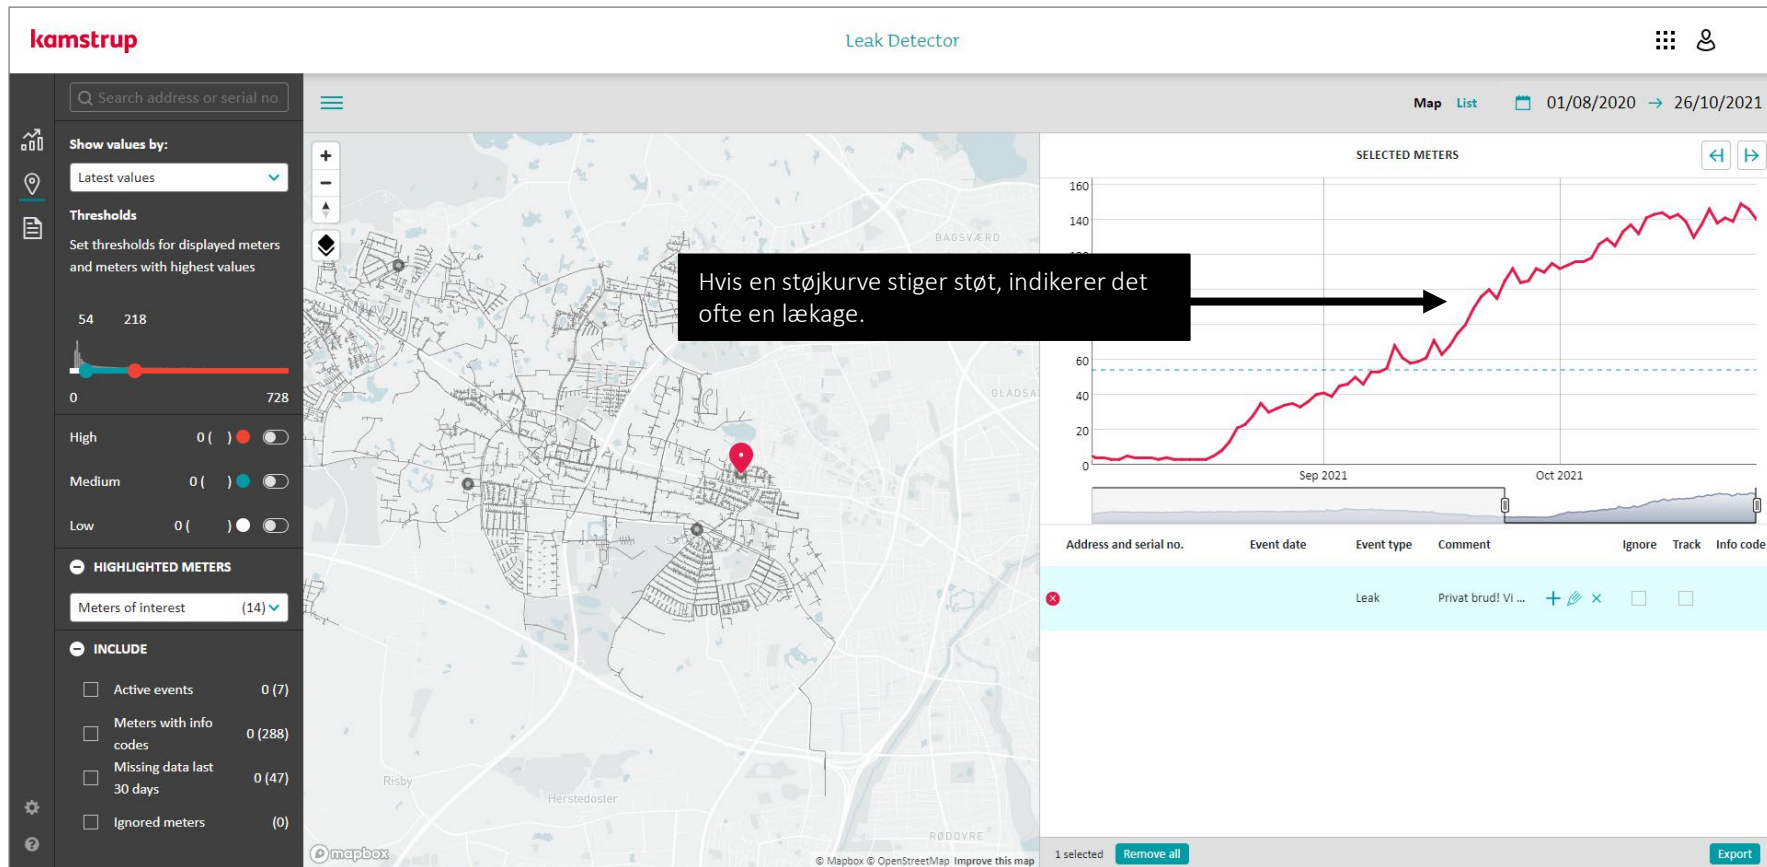 kamstrup
Leak Detector
Search address or serial no.
Map List 01/08/2020 → 26/10/2021
Show values by:
Latest values
Thresholds
Set thresholds for displayed meters
and meters with highest values
54 218
0 728
High 0 ( )
Medium 0 ( )
Low 0 ( )
HIGHLIGHTED METERS
Meters of interest (14)
INCLUDE
Active events 0 (7)
Meters with info
codes 0 (288)
Missing data last
30 days 0 (47)
Ignored meters (0)
BAGSVÆRD
Risby
Herstedøster
RØDOVRE
mapbox
© Mapbox © OpenStreetMap Improve this map
Hvis en støjkurve stiger støt, indikerer det
ofte en lækage.
SELECTED METERS
160
140
60
40
20
0
Sep 2021 Oct 2021
Address and serial no. Event date Event type Comment Ignore Track Info code
Leak Privat brud! Vi ...
1 selected Remove all Export